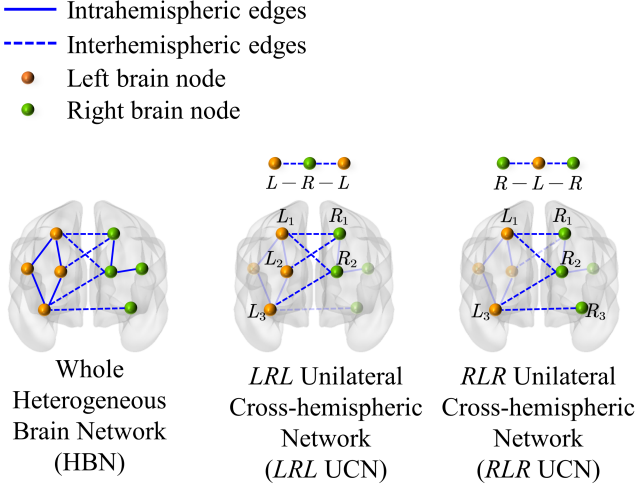 Intrahemispheric edges
Interhemispheric edges
Left brain node
Right brain node
L − R − L
R − L − R
L1 R1
L2 R2
L3
L1 R1
R2
L3 R3
Whole
Heterogeneous
Brain Network
(HBN)
LRL Unilateral
Cross-hemispheric
Network
(LRL UCN)
RLR Unilateral
Cross-hemispheric
Network
(RLR UCN)